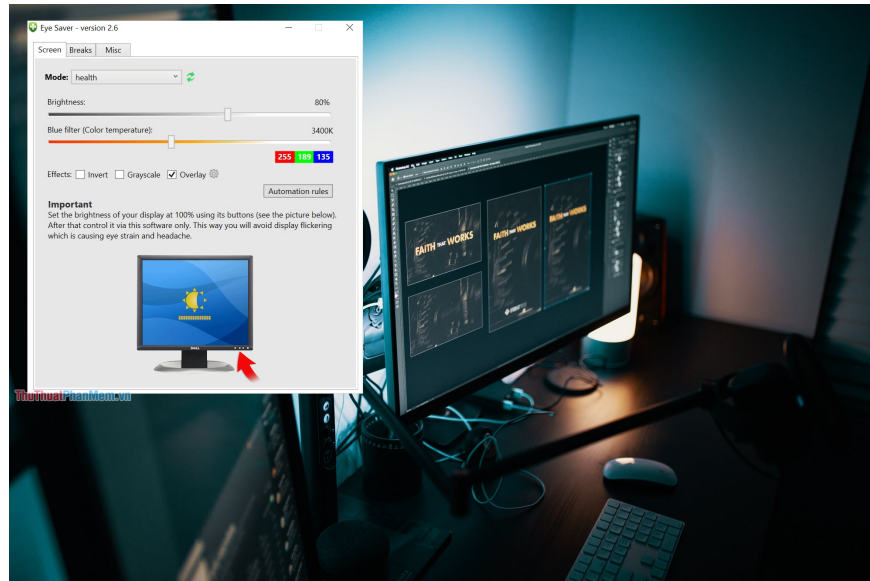 Eye Saver - version 2.6
Screen Breaks Misc
Mode: health
Brightness: 80%
Blue filter (Color temperature): 3400K
255 189 135
Effects: Invert Grayscale Overlay
Automation rules
Important
Set the brightness of your display at 100% using its buttons (see the picture below).
After that control it via this software only. This way you will avoid display flickering
which is causing eye strain and headache.
DELL
ThuThuatPhanMem.vn
FAiTH THAT WORKS
FAiTH THAT WORKS
FAiTH THAT WORKS